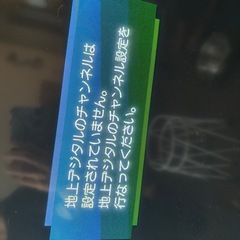 地上デジタルのチャンネルは
設定されていません。
地上デジタルのチャンネル設定を
行なってください。